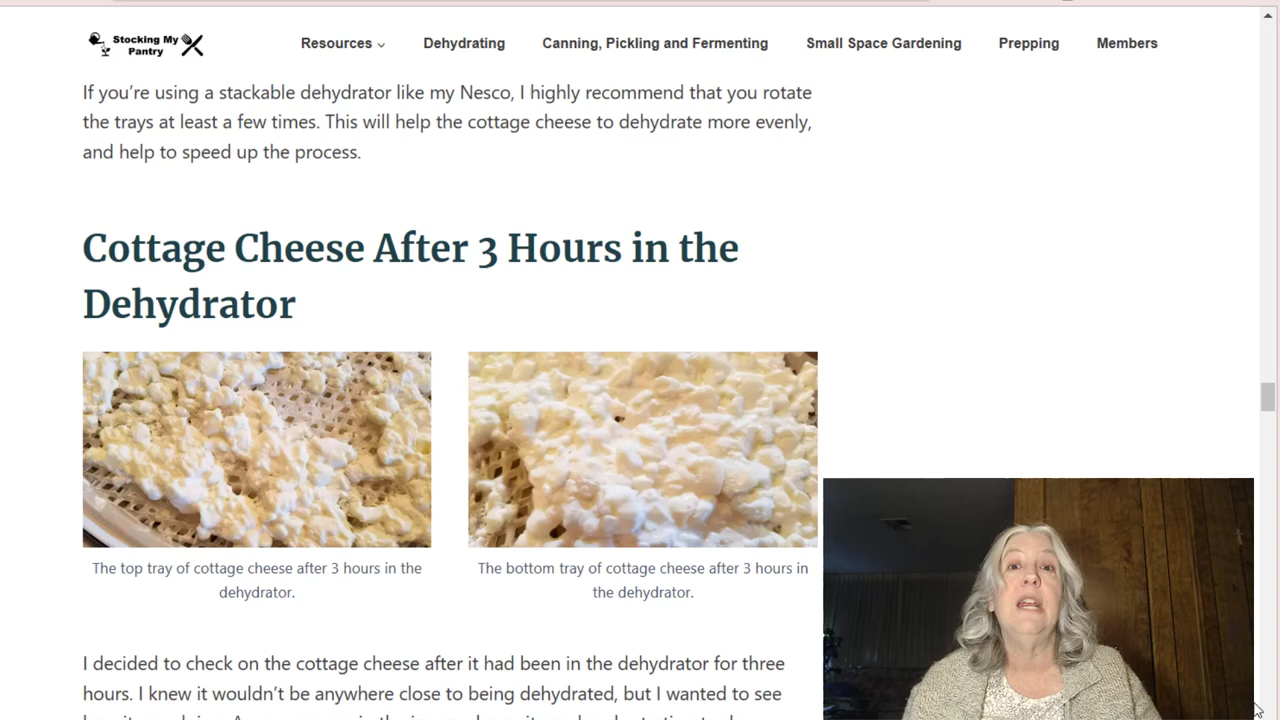 Stocking My
Pantry
Resources
Dehydrating
Canning, Pickling and Fermenting
Small Space Gardening
Prepping
Members
If you’re using a stackable dehydrator like my Nesco, I highly recommend that you rotate
the trays at least a few times. This will help the cottage cheese to dehydrate more evenly,
and help to speed up the process.
Cottage Cheese After 3 Hours in the
Dehydrator
The top tray of cottage cheese after 3 hours in the
dehydrator.
The bottom tray of cottage cheese after 3 hours in
the dehydrator.
I decided to check on the cottage cheese after it had been in the dehydrator for three
hours. I knew it wouldn’t be anywhere close to being dehydrated, but I wanted to see